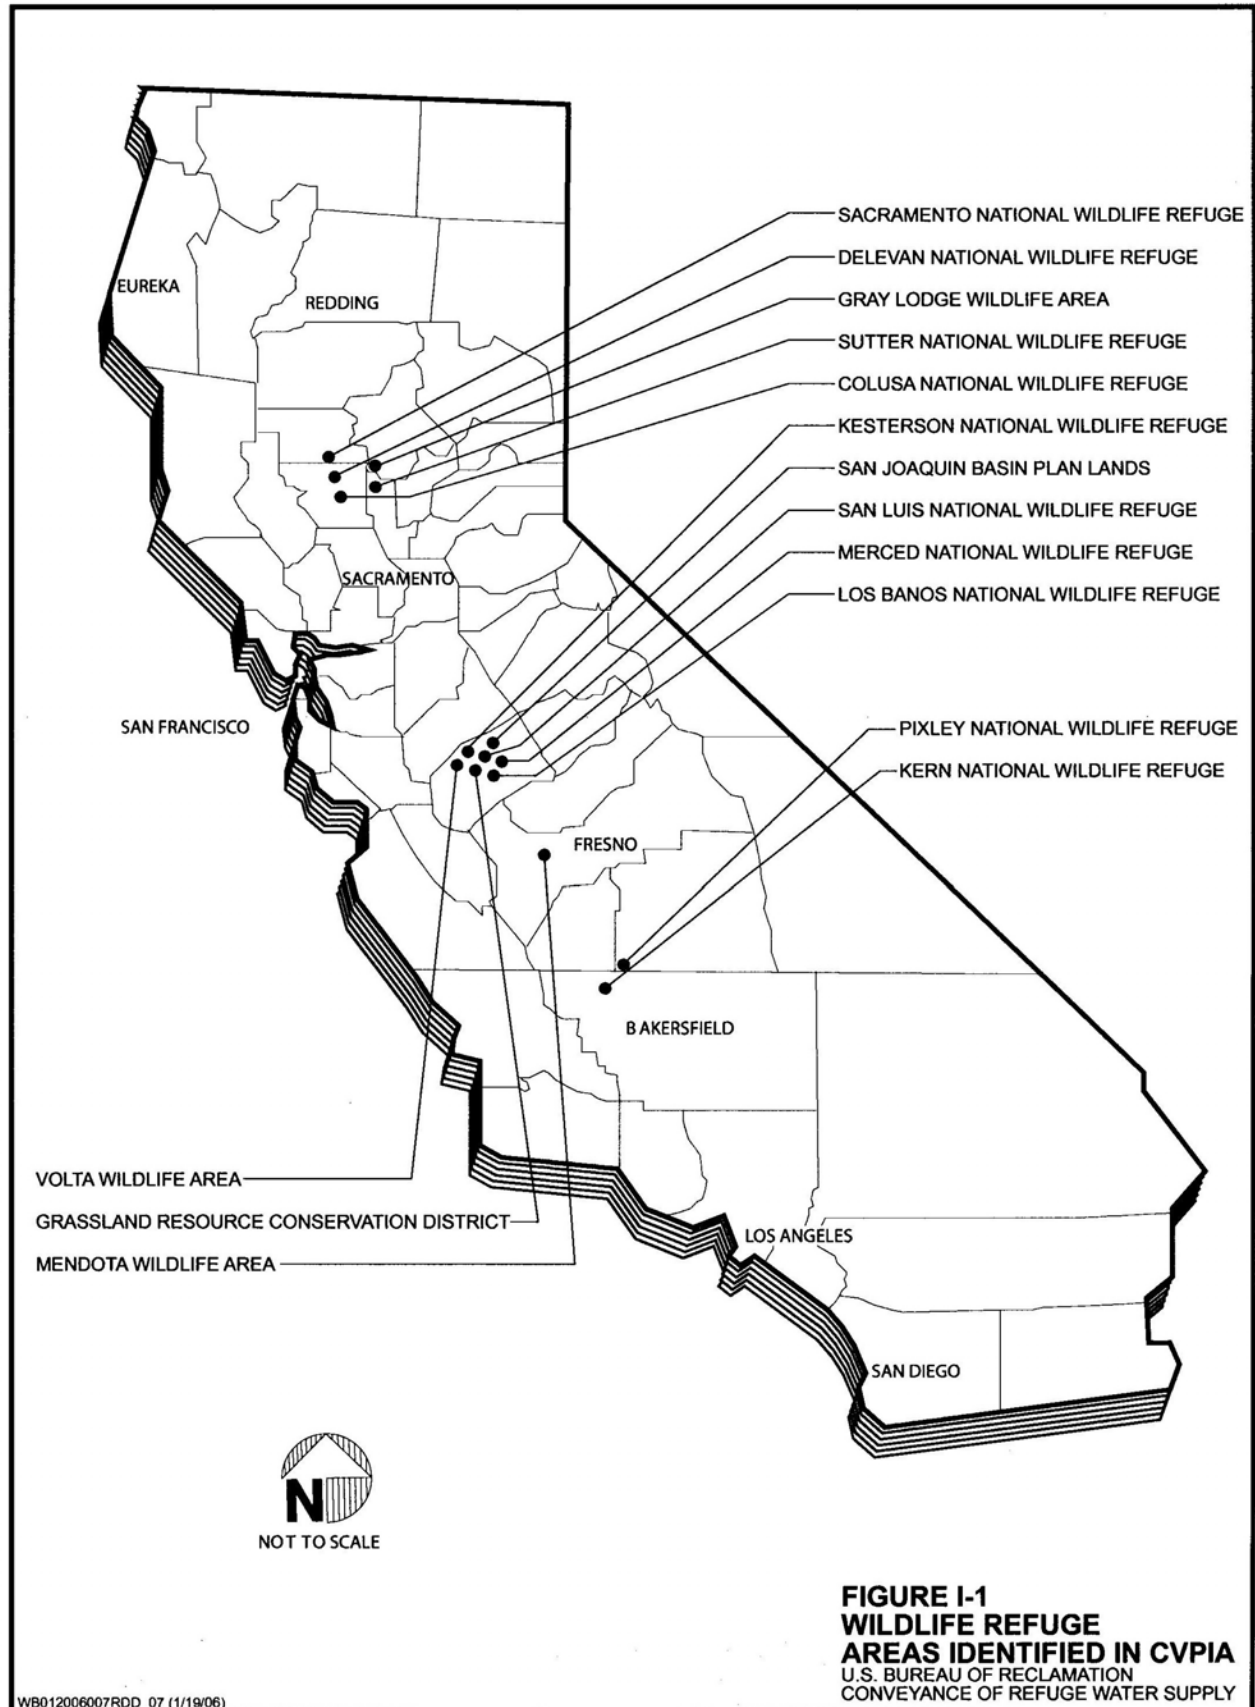 SACRAMENTO NATIONAL WILDLIFE REFUGE
DELEVAN NATIONAL WILDLIFE REFUGE
EUREKA
REDDING
GRAY LODGE WILDLIFE AREA
SUTTER NATIONAL WILDLIFE REFUGE
COLUSA NATIONAL WILDLIFE REFUGE
KESTERSON NATIONAL WILDLIFE REFUGE
SAN JOAQUIN BASIN PLAN LANDS
SAN LUIS NATIONAL WILDLIFE REFUGE
MERCED NATIONAL WILDLIFE REFUGE
SACRAMENTO
LOS BANOS NATIONAL WILDLIFE REFUGE
SAN FRANCISCO
PIXLEY NATIONAL WILDLIFE REFUGE
KERN NATIONAL WILDLIFE REFUGE
FRESNO
B AKERSFIELD
VOLTA WILDLIFE AREA
GRASSLAND RESOURCE CONSERVATION DISTRICT
LOS ANGELES
MENDOTA WILDLIFE AREA
SAN DIEGO
N
NOT TO SCALE
FIGURE I-1
WILDLIFE REFUGE
AREAS IDENTIFIED IN CVPIA
U.S. BUREAU OF RECLAMATION
CONVEYANCE OF REFUGE WATER SUPPLY
WB012006007RDD_07 (1/19/06)